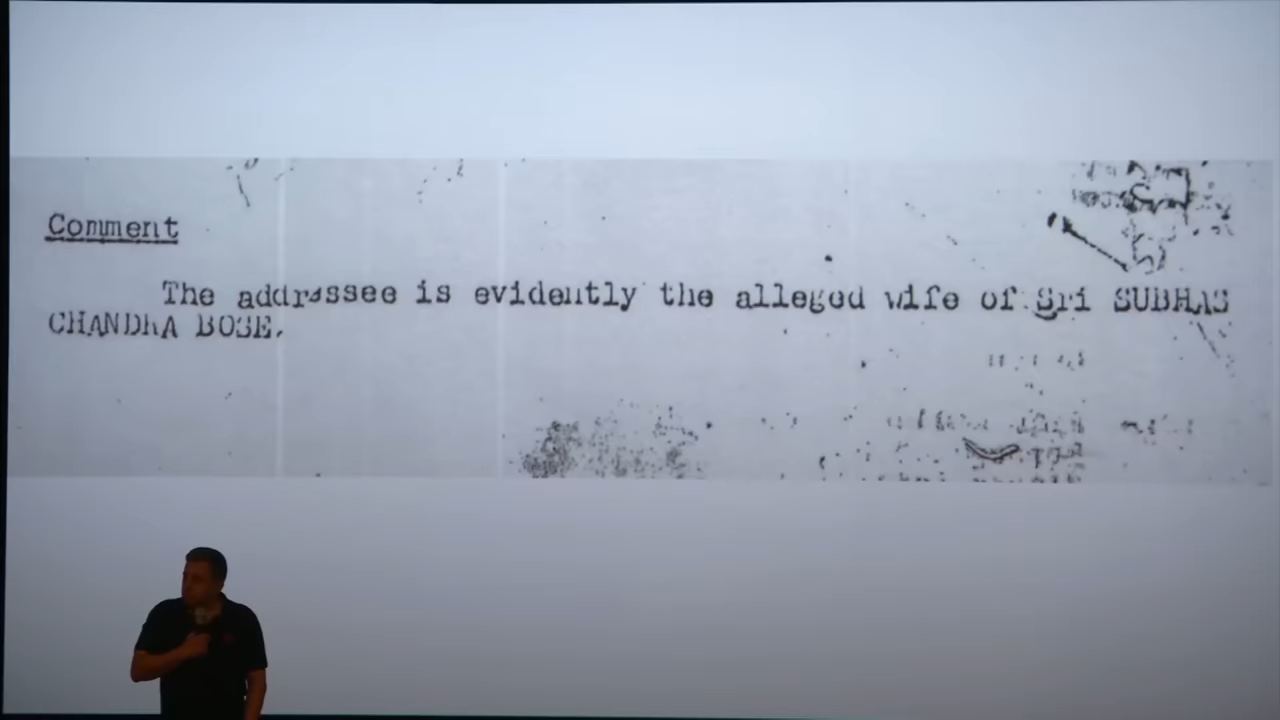 Comment
The addressee is evidently the alleged wife of Sri SUBHAS
CHANDRA BOSE.